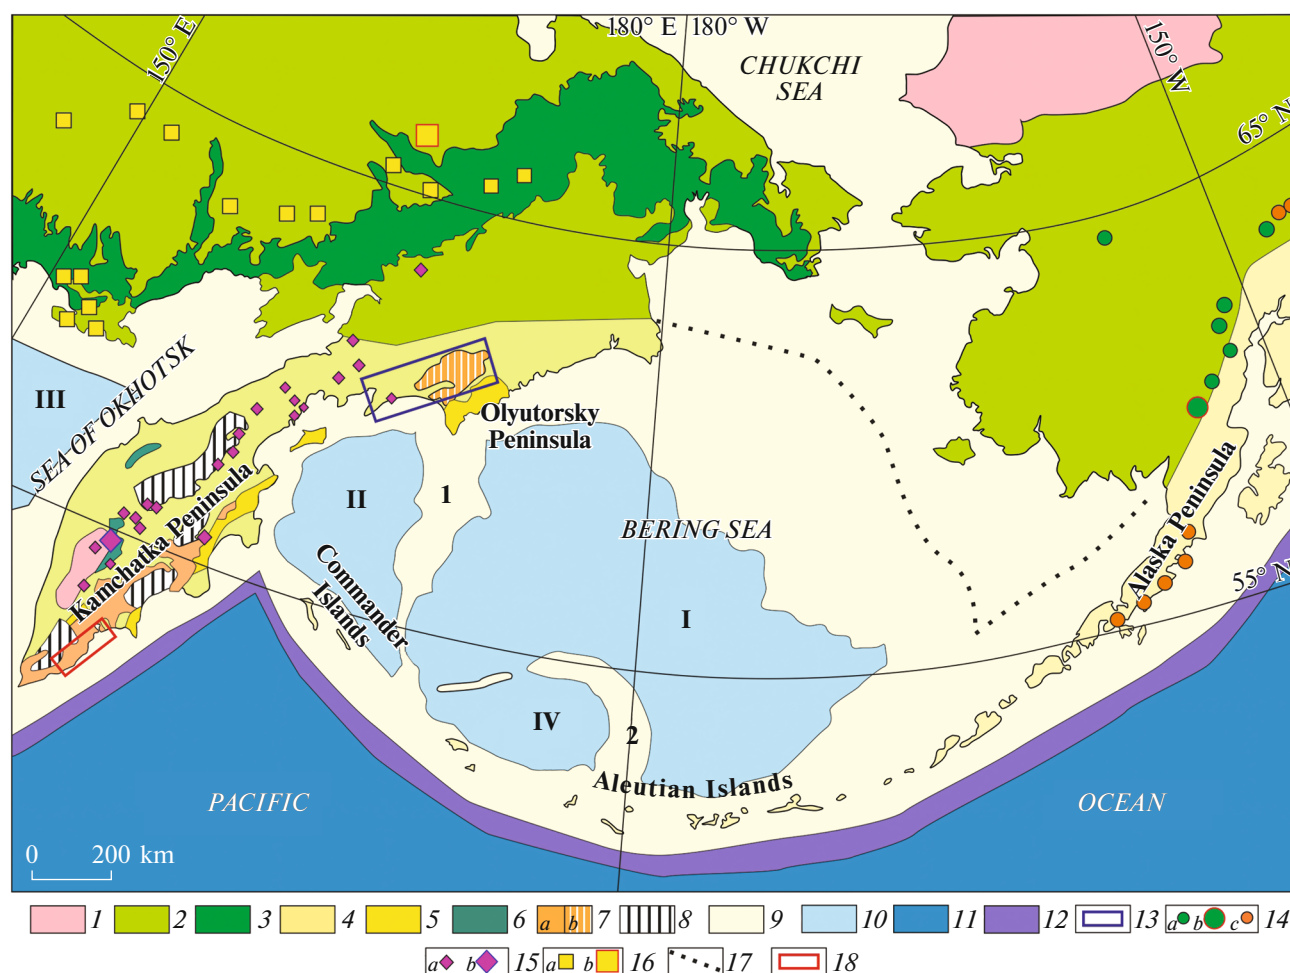 150° E
180° E
180° W
150° W
CHUKCHI
SEA
65° N
III
SEA OF OKHOTSK
Olyutorsky
Peninsula
II
1
BERING SEA
Kamchatka Peninsula
Commander
Islands
Alaska Peninsula
55° N
I
IV
2
Aleutian Islands
PACIFIC
OCEAN
0 200 km
1 2 3 4 5 6 a b 7 8 9 10 11 12 13 a b c 14
a b 15 a b 16 17 18